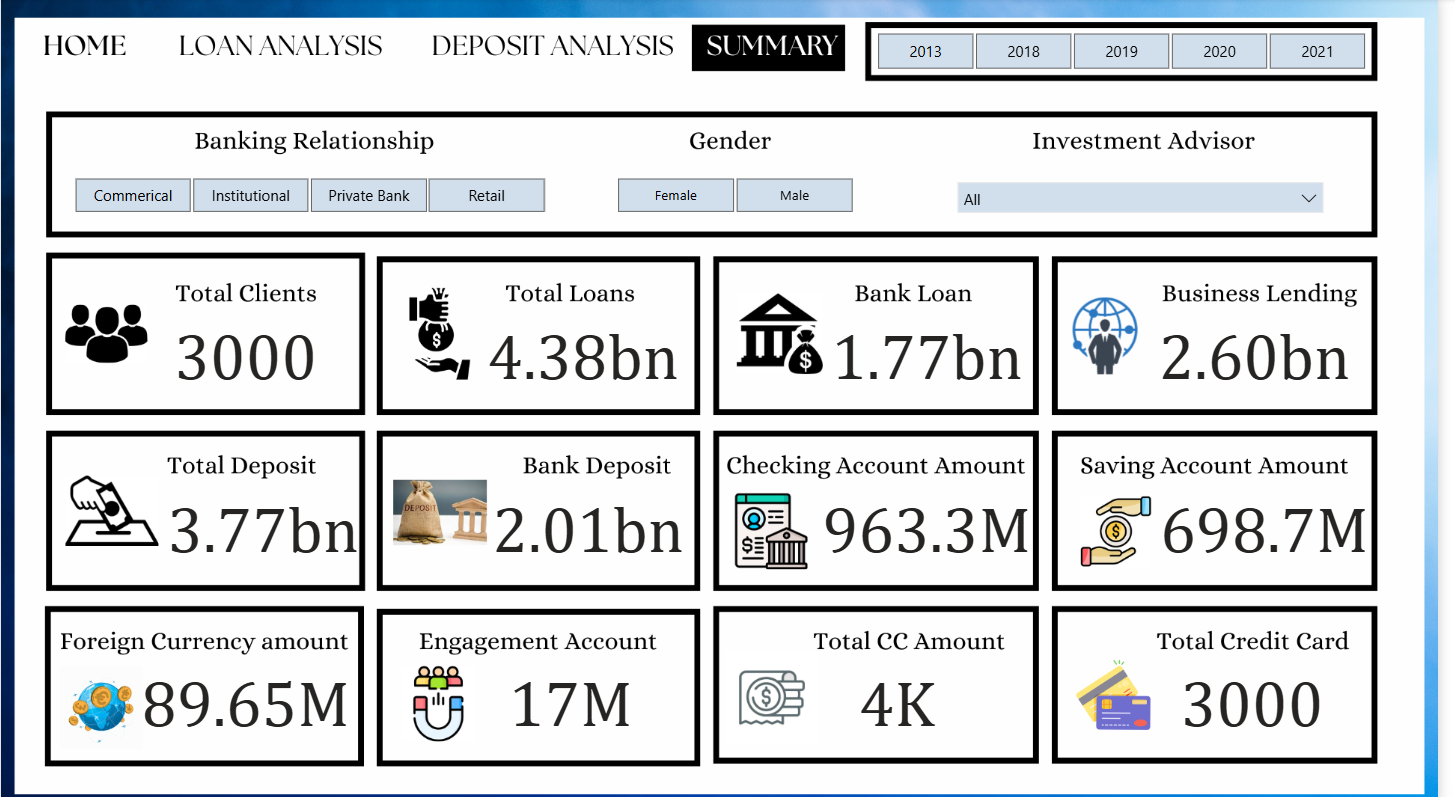 HOME LOAN ANALYSIS DEPOSIT ANALYSIS SUMMARY 2013 2018 2019 2020 2021
Banking Relationship Gender Investment Advisor
Commerical Institutional Private Bank Retail Female Male All
Total Clients
3000
Total Loans
4.38bn
Bank Loan
1.77bn
Business Lending
2.60bn
Total Deposit
3.77bn
Bank Deposit
DEPOSIT
2.01bn
Checking Account Amount
963.3M
Saving Account Amount
698.7M
Foreign Currency amount
89.65M
Engagement Account
17M
Total CC Amount
4K
Total Credit Card
3000